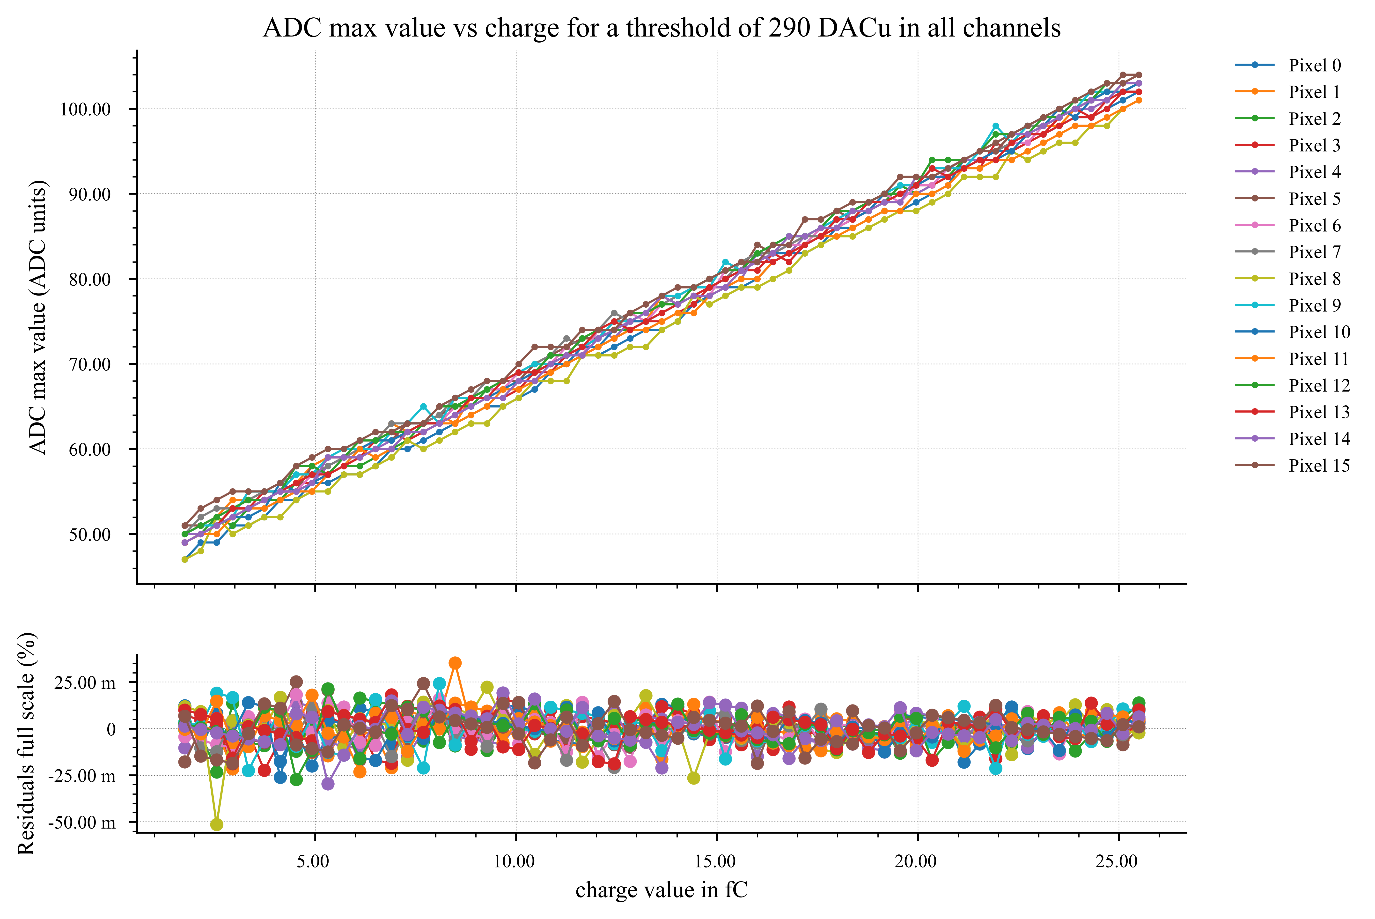 ADC max value vs charge for a threshold of 290 DACu in all channels
ADC max value (ADC units)
100.00
90.00
80.00
70.00
60.00
50.00
Pixel 0
Pixel 1
Pixel 2
Pixel 3
Pixel 4
Pixel 5
Pixel 6
Pixel 7
Pixel 8
Pixel 9
Pixel 10
Pixel 11
Pixel 12
Pixel 13
Pixel 14
Pixel 15
Residuals full scale (%)
25.00 m
0
-25.00 m
-50.00 m
5.00 10.00 15.00 20.00 25.00
charge value in fC